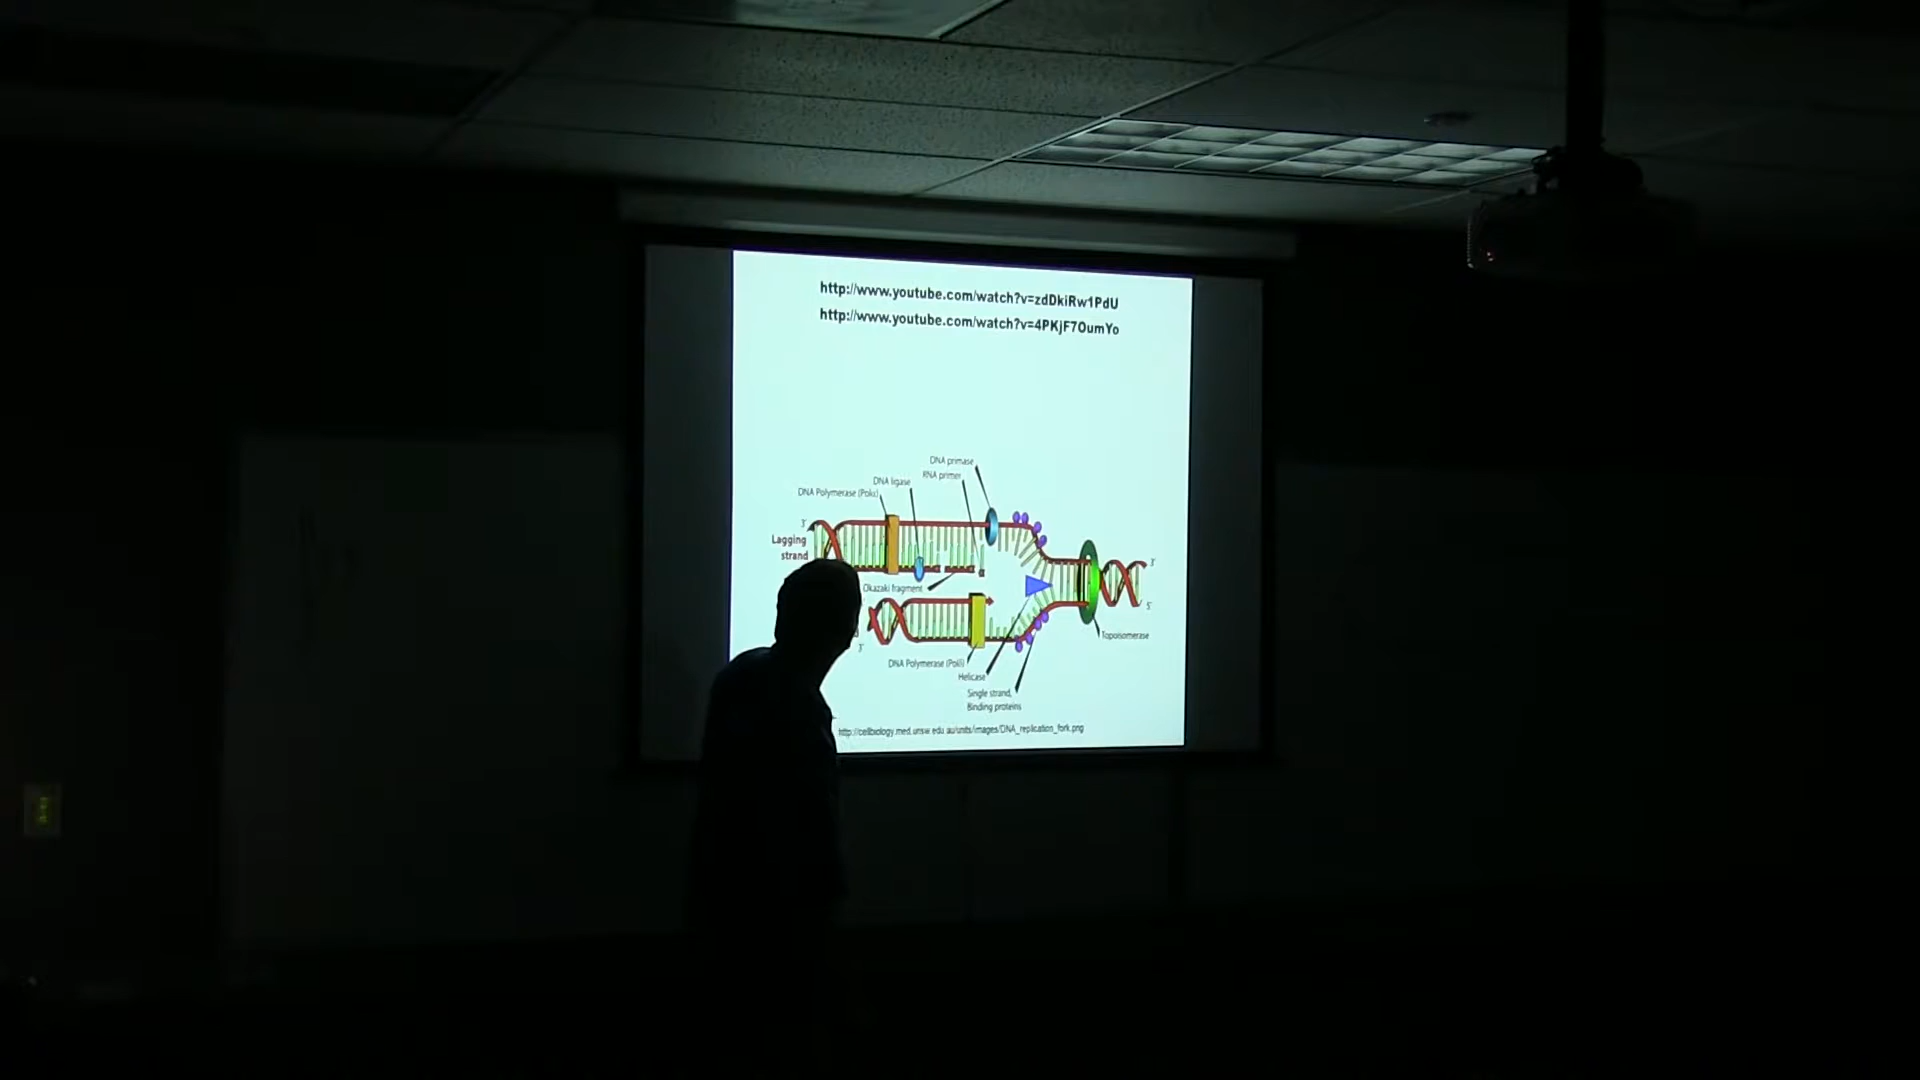 http://www.youtube.com/watch?v=zdDkiRw1PdU
http://www.youtube.com/watch?v=4PKjF7OumYo
DNA primase
RNA primer
DNA ligase
DNA Polymerase (Polα)
3'
Lagging
strand
Okazaki fragment
3'
5'
Topoisomerase
3'
DNA Polymerase (Polδ)
Helicase
Single strand,
Binding proteins
http://cellbiology.med.unsw.edu.au/units/images/DNA_replication_fork.png